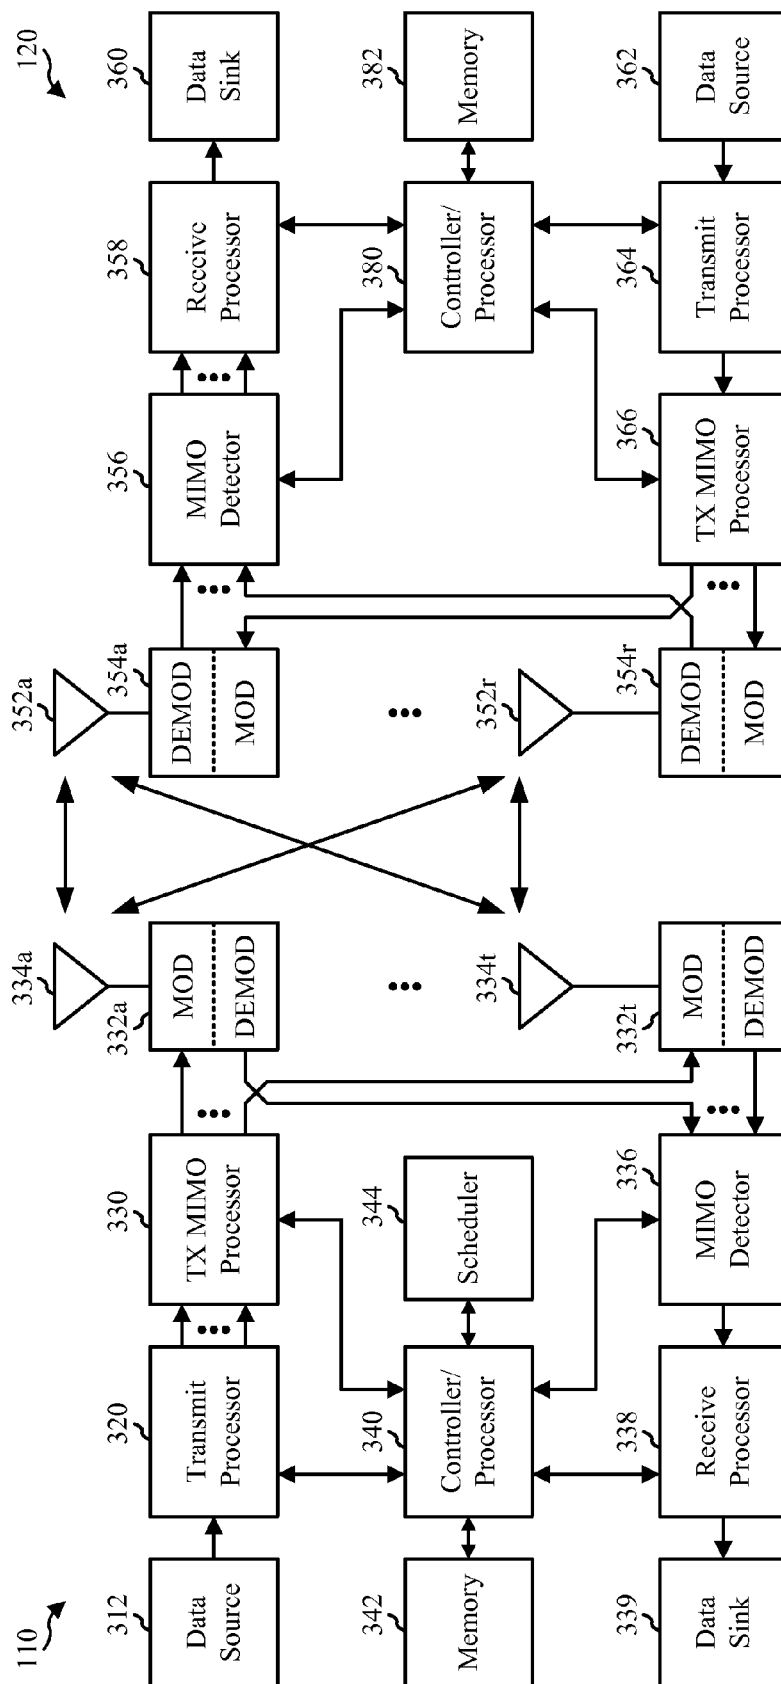 110
120
312
Data
Source
320
Transmit
Processor
330
TX MIMO
Processor
332a
MOD
DEMOD
334a
352a
354a
DEMOD
MOD
356
MIMO
Detector
358
Receive
Processor
360
Data
Sink
342
Memory
340
Controller/
Processor
344
Scheduler
380
Controller/
Processor
382
Memory
339
Data
Sink
338
Receive
Processor
336
MIMO
Detector
332t
MOD
DEMOD
334t
352r
354r
DEMOD
MOD
366
TX MIMO
Processor
364
Transmit
Processor
362
Data
Source